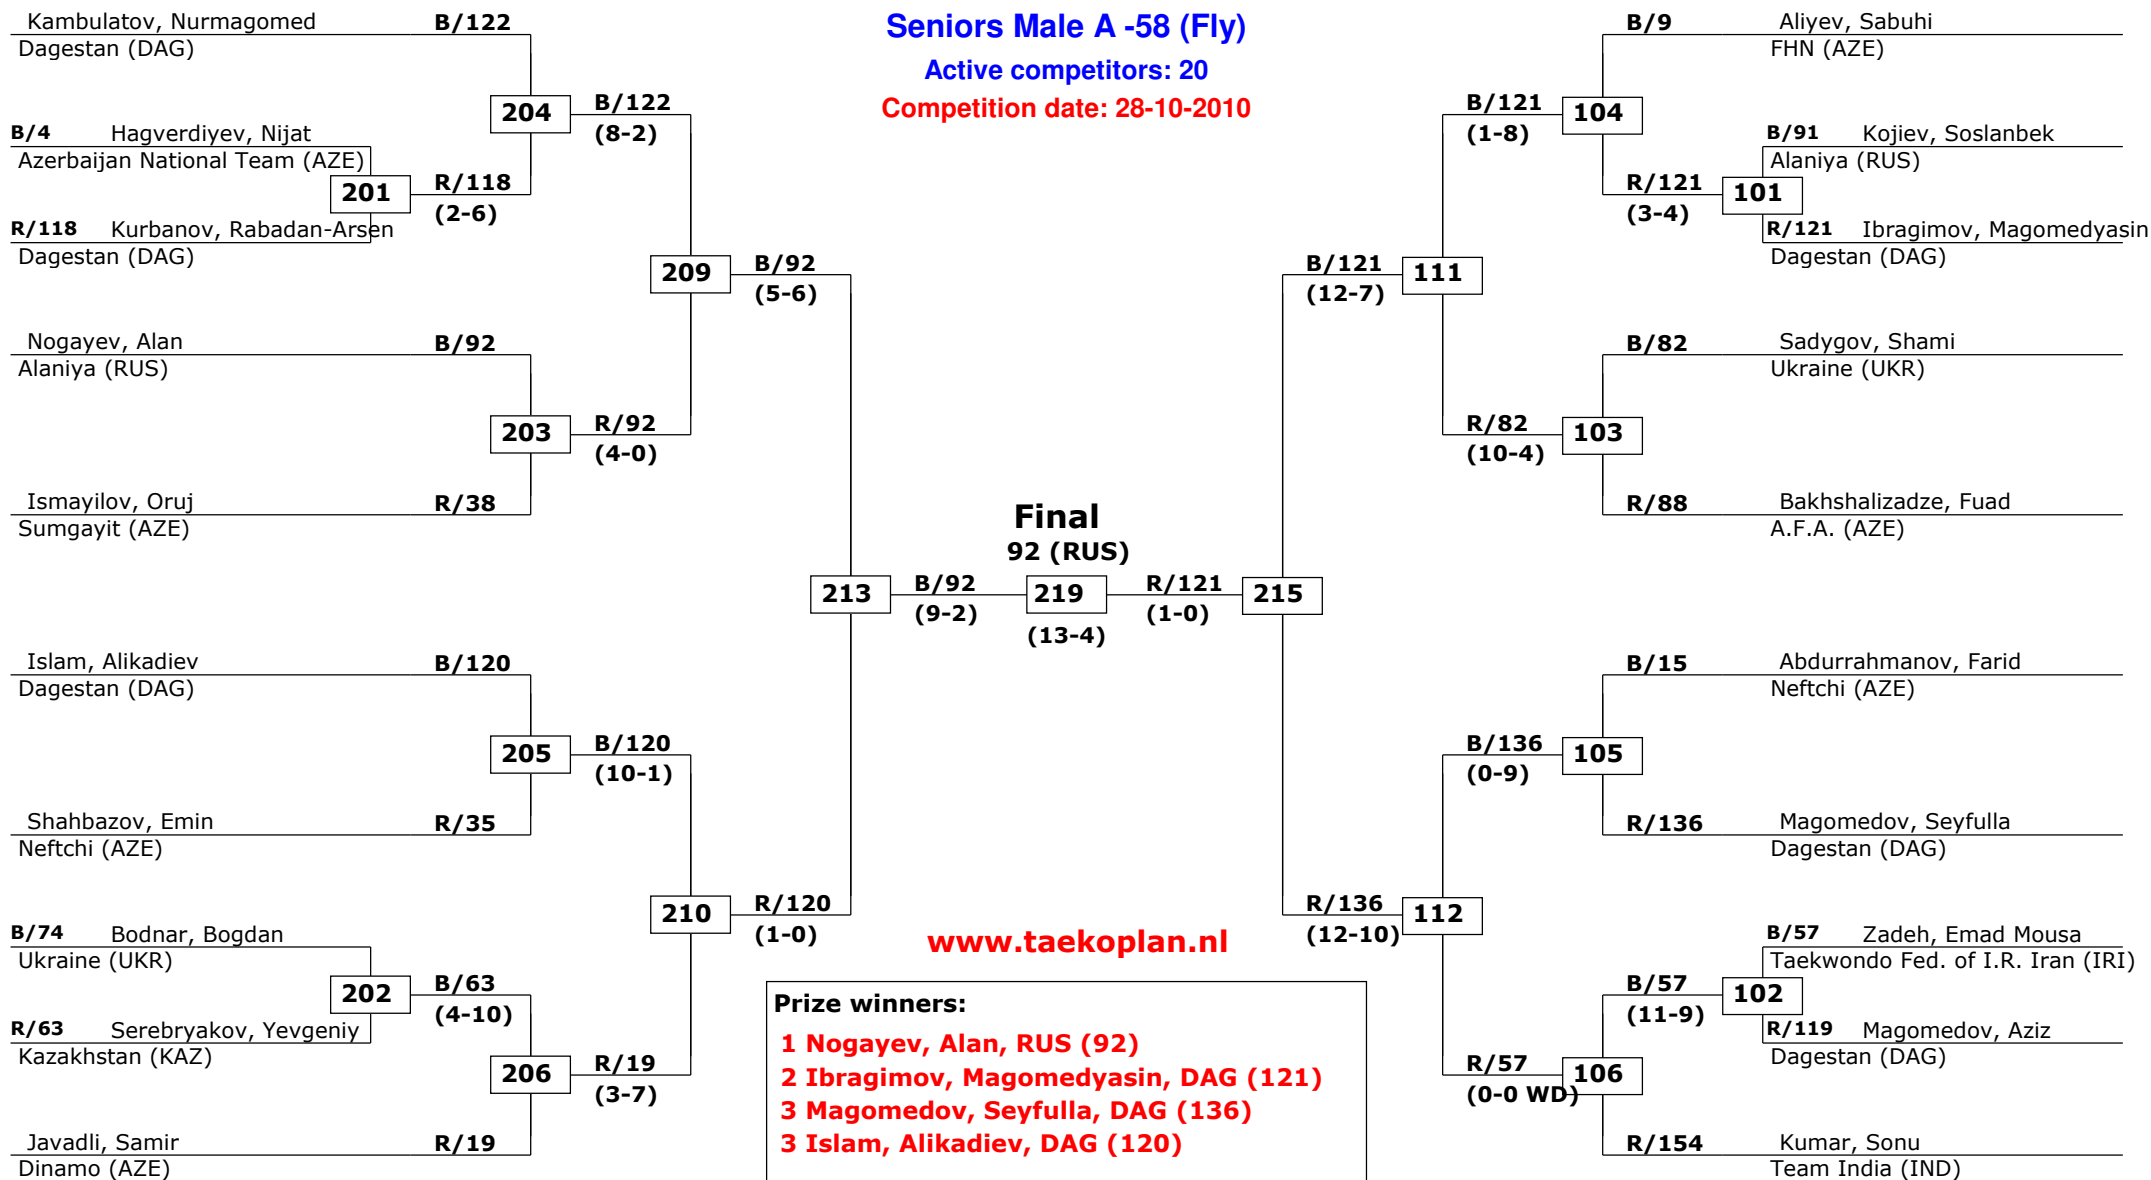 Seniors Male A -58 (Fly)
Active competitors: 20
Competition date: 28-10-2010
Kambulatov, Nurmagomed B/122
Dagestan (DAG)
204
B/122
(8-2)
B/4 Hagverdiyev, Nijat
Azerbaijan National Team (AZE)
201
R/118
(2-6)
R/118 Kurbanov, Rabadan-Arsen
Dagestan (DAG)
209
B/92
(5-6)
Nogayev, Alan B/92
Alaniya (RUS)
203
R/92
(4-0)
Ismayilov, Oruj R/38
Sumgayit (AZE)
213
B/92
(9-2)
Islam, Alikadiev B/120
Dagestan (DAG)
205
B/120
(10-1)
Shahbazov, Emin R/35
Neftchi (AZE)
210
R/120
(1-0)
B/74 Bodnar, Bogdan
Ukraine (UKR)
202
B/63
(4-10)
R/63 Serebryakov, Yevgeniy
Kazakhstan (KAZ)
206
R/19
(3-7)
Javadli, Samir R/19
Dinamo (AZE)
Final
92 (RUS)
219
(13-4)
R/121
(1-0)
215
B/9 Aliyev, Sabuhi
FHN (AZE)
B/121
(1-8)
104
B/91 Kojiev, Soslanbek
Alaniya (RUS)
R/121
(3-4)
101
R/121 Ibragimov, Magomedyasin
Dagestan (DAG)
B/121
(12-7)
111
B/82 Sadygov, Shami
Ukraine (UKR)
R/82
(10-4)
103
R/88 Bakhshalizadze, Fuad
A.F.A. (AZE)
B/15 Abdurrahmanov, Farid
Neftchi (AZE)
B/136
(0-9)
105
R/136 Magomedov, Seyfulla
Dagestan (DAG)
R/136
(12-10)
112
B/57 Zadeh, Emad Mousa
Taekwondo Fed. of I.R. Iran (IRI)
B/57
(11-9)
102
R/119 Magomedov, Aziz
Dagestan (DAG)
R/57
(0-0 WD)
106
R/154 Kumar, Sonu
Team India (IND)
www.taekoplan.nl
Prize winners:
1 Nogayev, Alan, RUS (92)
2 Ibragimov, Magomedyasin, DAG (121)
3 Magomedov, Seyfulla, DAG (136)
3 Islam, Alikadiev, DAG (120)